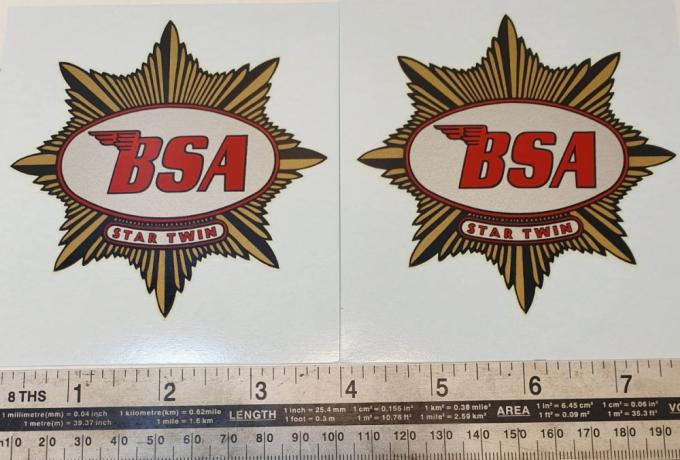 BSA
STAR TWIN
BSA
STAR TWIN
8 THS 1 2 3 4 5 6 7
1 millimetre(mm) = 0.04 inch 1 kilometre(km) = 0.62mile LENGTH 1 inch = 25.4 mm 1 cm² = 0.155 in² 1 km² = 0.38 mile² AREA 1 in² = 6.45 cm² 1 cm³ = 0.06 in³
1 metre(m) = 39.37 inch 1 mile = 1.6 km 1 foot = 0.3 m 1 m² = 10.76 ft² 1 mile² = 2.59 km² 1 ft² = 0.09 m² 1 m³ = 35.3 ft³
10 20 30 40 50 60 70 80 90 100 110 120 130 140 150 160 170 180 190